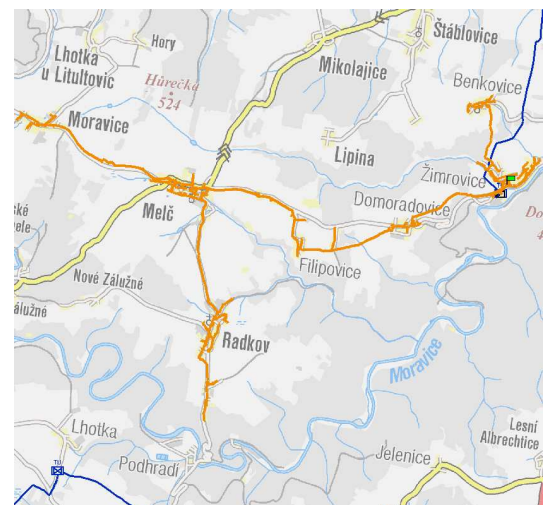 Štáblovice
Lhotka
u Litultovic
Hory
Mikolajice
Hůrečka
524
Benkovice
Moravice
Lipina
Žimrovice
Melč
Domoradovice
Filipovice
Nové Zálužné
Radkov
Moravice
Lhotka
Podhradí
Jelenice
Lesní
Albrechtice